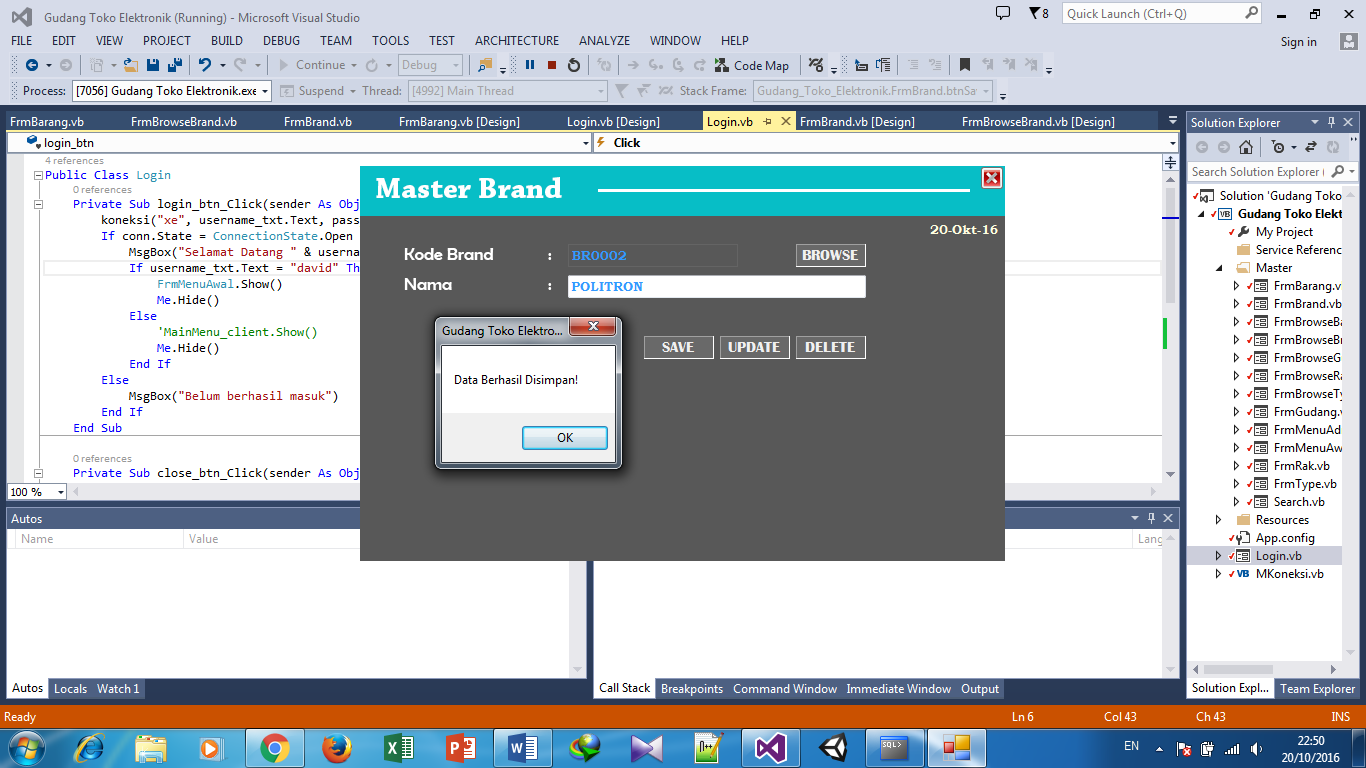 Gudang Toko Elektronik (Running) - Microsoft Visual Studio
8
Quick Launch (Ctrl+Q)
FILE EDIT VIEW PROJECT BUILD DEBUG TEAM TOOLS TEST ARCHITECTURE ANALYZE WINDOW HELP
Sign in
Continue Debug Code Map
Process: [7056] Gudang Toko Elektronik.exe Suspend Thread: [4992] Main Thread Stack Frame: Gudang_Toko_Elektronik.FrmBrand.btnSa
FrmBarang.vb FrmBrowseBrand.vb FrmBrand.vb FrmBarang.vb [Design] Login.vb [Design] Login.vb FrmBrand.vb [Design] FrmBrowseBrand.vb [Design]
login_btn Click
4 references
Public Class Login
0 references
Private Sub login_btn_Click(sender As Obj
koneksi("xe", username_txt.Text, pass
If conn.State = ConnectionState.Open
MsgBox("Selamat Datang " & userna
If username_txt.Text = "david" Th
FrmMenuAwal.Show()
Me.Hide()
Else
'MainMenu_client.Show()
Me.Hide()
End If
Else
MsgBox("Belum berhasil masuk")
End If
End Sub
0 references
Private Sub close_btn_Click(sender As Obj
100 %
Master Brand
20-Okt-16
Kode Brand : BR0002 BROWSE
Nama : POLITRON
SAVE UPDATE DELETE
Gudang Toko Elektro...
Data Berhasil Disimpan!
OK
Solution Explorer
Search Solution Explorer (
Solution 'Gudang Toko
VB Gudang Toko Elekt
My Project
Service Referenc
Master
FrmBarang.v
FrmBrand.vb
FrmBrowseBa
FrmBrowseBr
FrmBrowseG
FrmBrowseRa
FrmBrowseTy
FrmGudang.v
FrmMenuAd
FrmMenuAw
FrmRak.vb
FrmType.vb
Search.vb
Resources
App.config
Login.vb
VB MKoneksi.vb
Autos
Name Value
Lang
Autos Locals Watch 1
Call Stack Breakpoints Command Window Immediate Window Output
Solution Expl... Team Explorer
Ready Ln 6 Col 43 Ch 43 INS
EN
22:50
20/10/2016